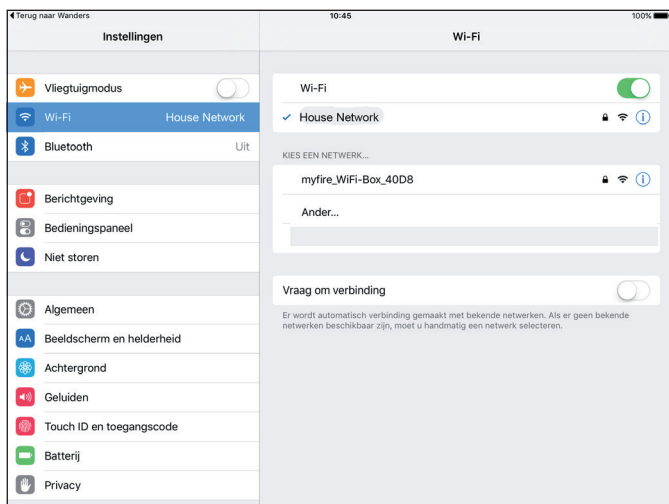 Terug naar Wanders
10:45
100%
Instellingen
Wi-Fi
Vliegtuigmodus
Wi-Fi House Network
Bluetooth Uit
Berichtgeving
Bedieningspaneel
Niet storen
Algemeen
AA Beeldscherm en helderheid
Achtergrond
Geluiden
Touch ID en toegangscode
Batterij
Privacy
Wi-Fi
House Network
KIES EEN NETWERK...
myfire_WiFi-Box_40D8
Ander...
Vraag om verbinding
Er wordt automatisch verbinding gemaakt met bekende netwerken. Als er geen bekende
netwerken beschikbaar zijn, moet u handmatig een netwerk selecteren.